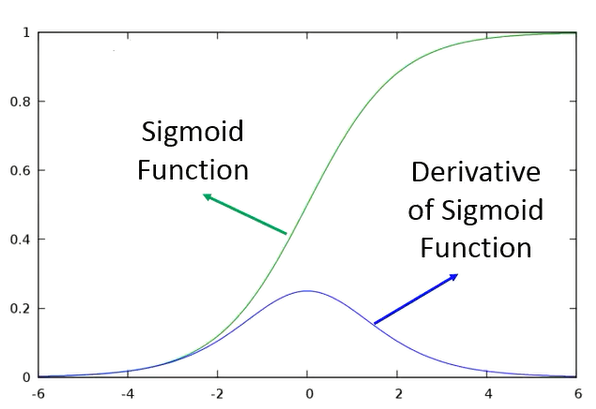 1
0.8
Sigmoid
Function
0.6
Derivative
of Sigmoid
Function
0.4
0.2
0
-6 -4 -2 0 2 4 6